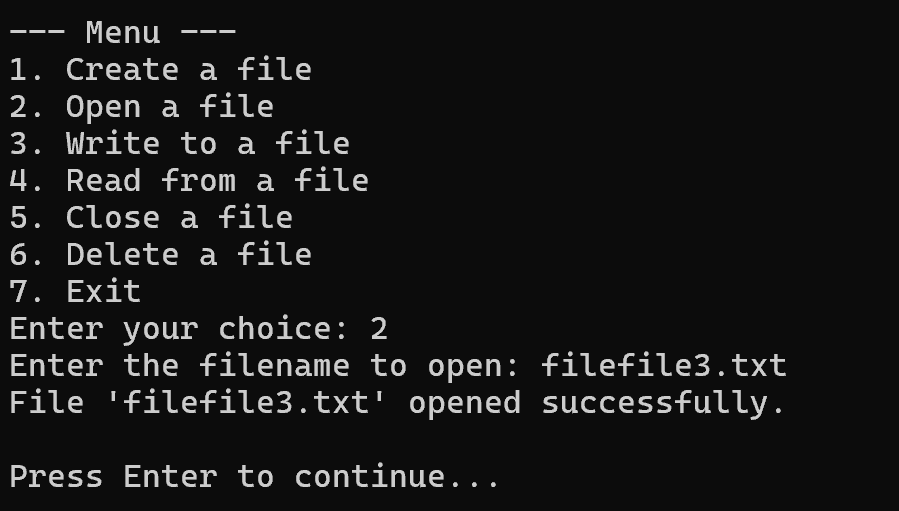 --- Menu ---
1. Create a file
2. Open a file
3. Write to a file
4. Read from a file
5. Close a file
6. Delete a file
7. Exit
Enter your choice: 2
Enter the filename to open: filefile3.txt
File 'filefile3.txt' opened successfully.
Press Enter to continue...